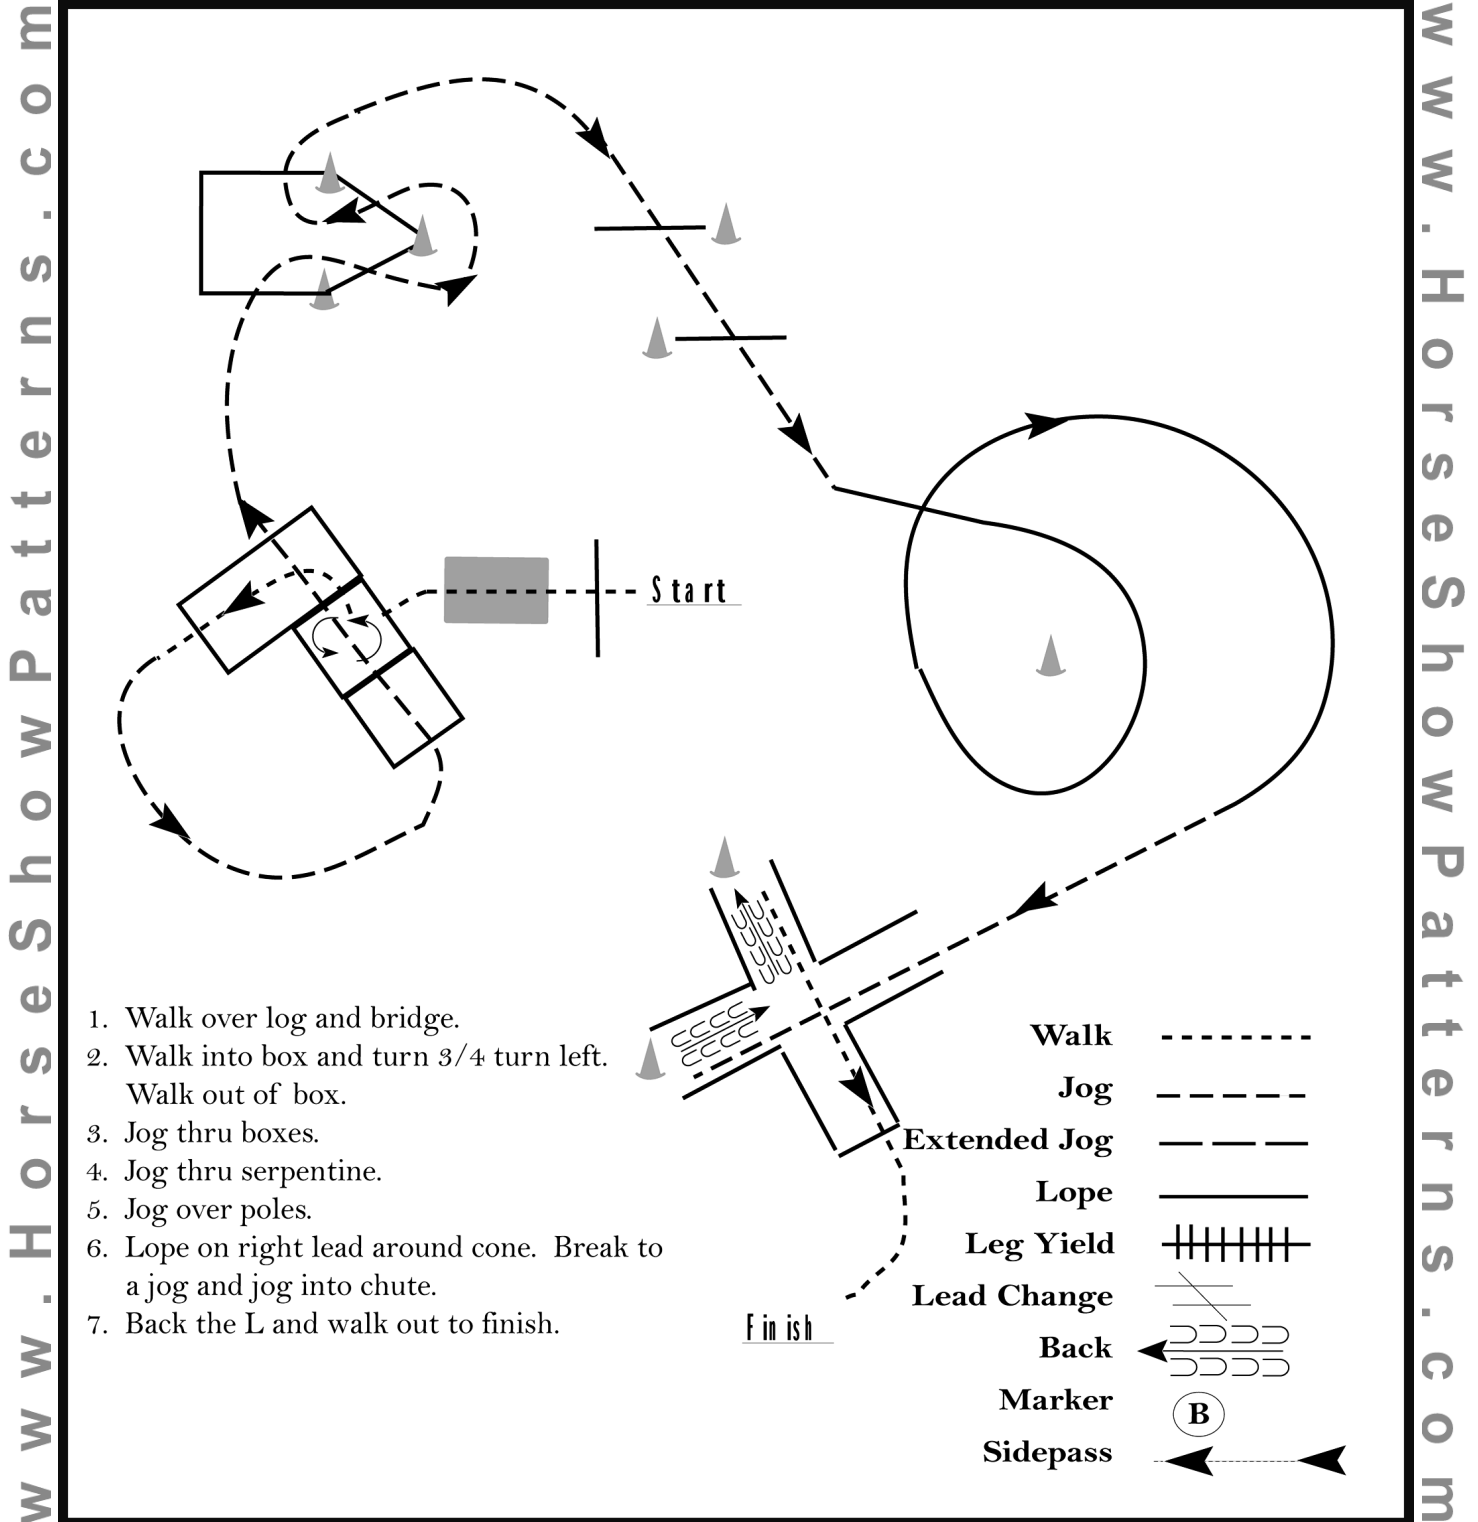 www.HorseShowPatterns.com
www.HorseShowPatterns.com
Start
1. Walk over log and bridge.
2. Walk into box and turn 3/4 turn left.
Walk out of box.
3. Jog thru boxes.
4. Jog thru serpentine.
5. Jog over poles.
6. Lope on right lead around cone. Break to
a jog and jog into chute.
7. Back the L and walk out to finish.
Finish
Walk
Jog
Extended Jog
Lope
Leg Yield
Lead Change
Back
Marker B
Sidepass